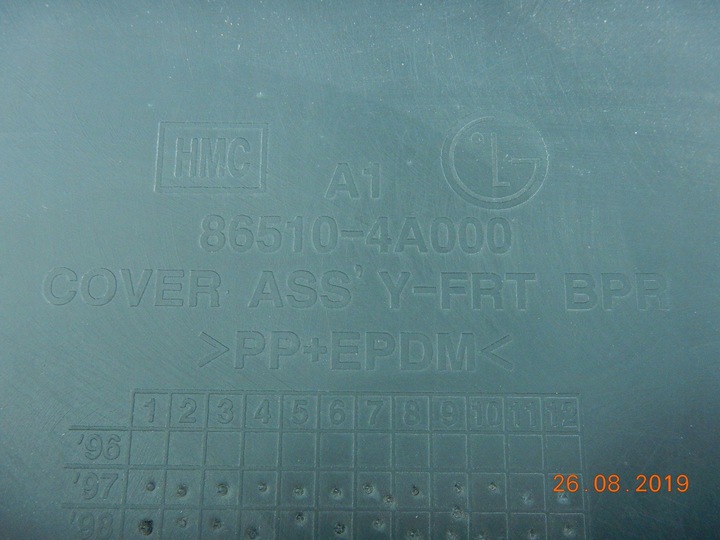 HMC
A1
86510-4A000
COVER ASS'Y-FRT BPR
>PP+EPDM<
1 2 3 4 5 6 7 8 9 10 11 12
'96
'97
'98
26.08.2019